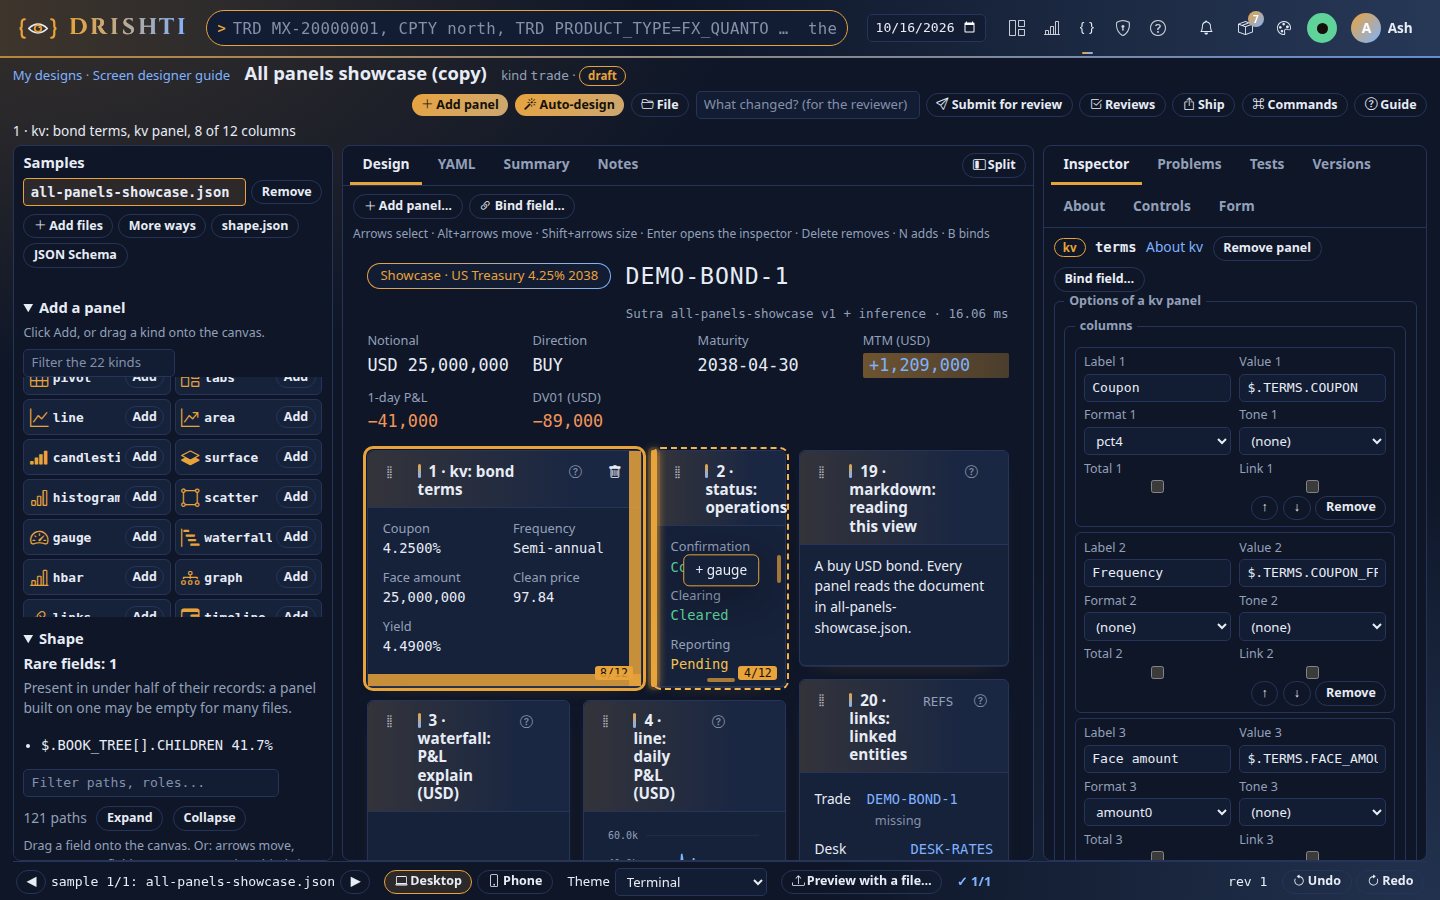 DRISHTI
> TRD MX-20000001, CPTY north, TRD PRODUCT_TYPE=FX_QUANTO … the
10/16/2026
7
A Ash
My designs · Screen designer guide All panels showcase (copy) kind trade · draft
+ Add panel Auto-design File What changed? (for the reviewer) Submit for review Reviews Ship Commands Guide
1 · kv: bond terms, kv panel, 8 of 12 columns
Samples
all-panels-showcase.json Remove
+ Add files More ways shape.json
JSON Schema
▼ Add a panel
Click Add, or drag a kind onto the canvas.
Filter the 22 kinds
pivot Add tabs Add
line Add area Add
candlesti Add surface Add
histogram Add scatter Add
gauge Add waterfall Add
hbar Add graph Add
links Add timeline Add
▼ Shape
Rare fields: 1
Present in under half of their records: a panel
built on one may be empty for many files.
• $.BOOK_TREE[].CHILDREN 41.7%
Filter paths, roles...
121 paths Expand Collapse
Drag a field onto the canvas. Or: arrows move,
Design YAML Summary Notes Split
+ Add panel... Bind field...
Arrows select · Alt+arrows move · Shift+arrows size · Enter opens the inspector · Delete removes · N adds · B binds
Showcase · US Treasury 4.25% 2038 DEMO-BOND-1
Sutra all-panels-showcase v1 + inference · 16.06 ms
Notional Direction Maturity MTM (USD)
USD 25,000,000 BUY 2038-04-30 +1,209,000
1-day P&L DV01 (USD)
−41,000 −89,000
1 · kv: bond
terms
Coupon Frequency
4.2500% Semi-annual
Face amount Clean price
25,000,000 97.84
Yield
4.4900%
8/12
2 ·
status:
operations
Confirmation
+ gauge
Clearing
Cleared
Reporting
Pending 4/12
19 ·
markdown:
reading
this view
A buy USD bond. Every
panel reads the document
in all-panels-
showcase.json.
3 ·
waterfall:
P&L
explain
(USD)
4 ·
line:
daily
P&L
(USD)
60.0k
20 · REFS
links:
linked
entities
Trade DEMO-BOND-1
missing
Desk DESK-RATES
Inspector Problems Tests Versions
About Controls Form
kv terms About kv Remove panel
Bind field...
Options of a kv panel
columns
Label 1 Value 1
Coupon $.TERMS.COUPON
Format 1 Tone 1
pct4 (none)
Total 1 Link 1
↑ ↓ Remove
Label 2 Value 2
Frequency $.TERMS.COUPON_FF
Format 2 Tone 2
(none) (none)
Total 2 Link 2
↑ ↓ Remove
Label 3 Value 3
Face amount $.TERMS.FACE_AMOU
Format 3 Tone 3
amount0 (none)
Total 3 Link 3
◀ sample 1/1: all-panels-showcase.json ▶ Desktop Phone Theme Terminal Preview with a file... ✓ 1/1 rev 1 Undo Redo